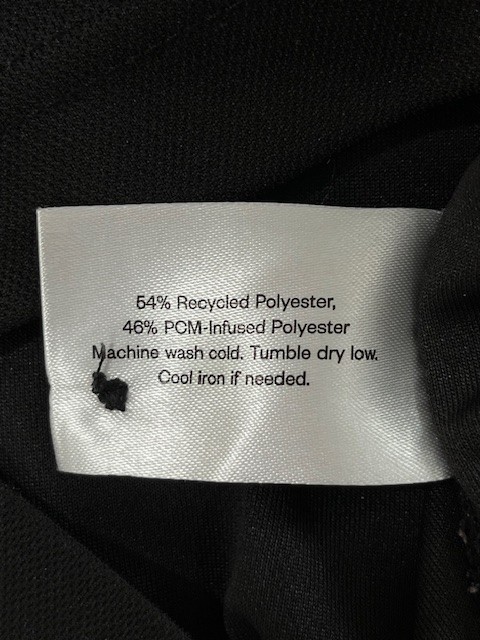 54% Recycled Polyester,
46% PCM-Infused Polyester
Machine wash cold. Tumble dry low.
Cool iron if needed.